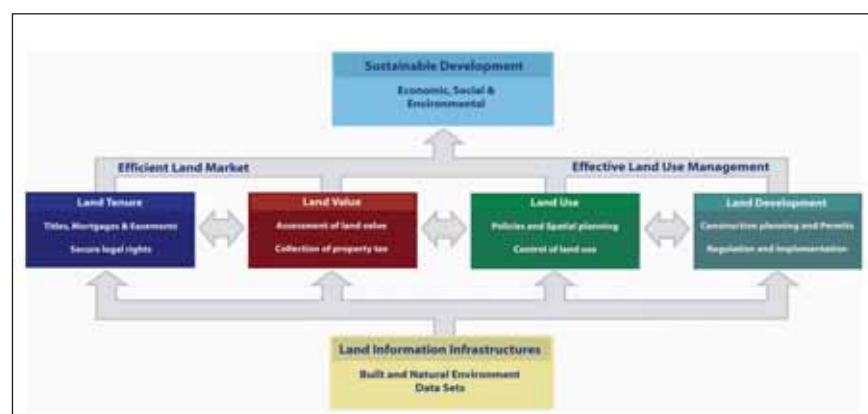 Sustainable Development
Economic, Social &
Environmental
Efficient Land Market
Effective Land Use Management
Land Tenure
Titles, Mortgages & Easements
Secure legal rights
Land Value
Assessment of land value
Collection of property tax
Land Use
Policies and Spatial planning
Control of land use
Land Development
Construction planning and Permits
Regulation and Implementation
Land Information Infrastructures
Built and Natural Environment
Data Sets